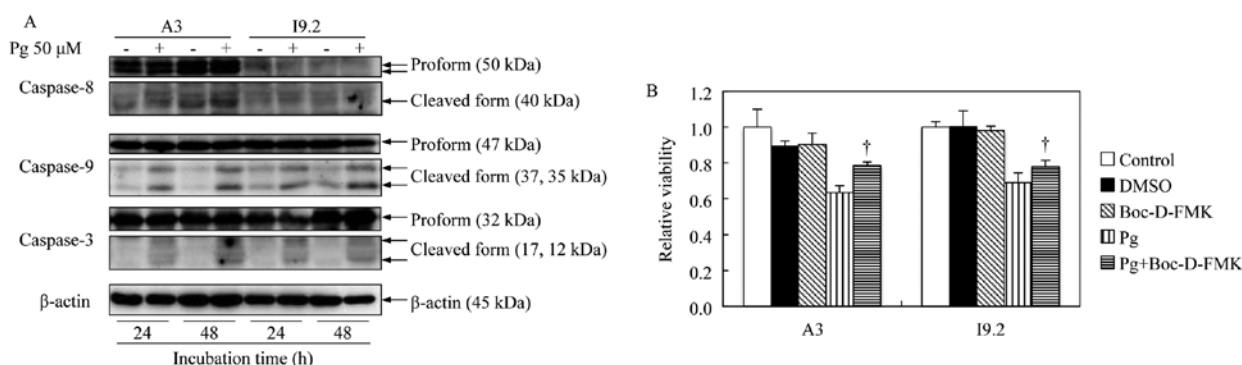 A
A3 I9.2
Pg 50 μM - + - + - + - +
Caspase-8
Proform (50 kDa)
Cleaved form (40 kDa)
Caspase-9
Proform (47 kDa)
Cleaved form (37, 35 kDa)
Caspase-3
Proform (32 kDa)
Cleaved form (17, 12 kDa)
β-actin
β-actin (45 kDa)
24 48 24 48
Incubation time (h)
B
Relative viability
1.2
1.0
0.8
0.6
0.4
0.2
0.0
† †
A3 I9.2
Control
DMSO
Boc-D-FMK
Pg
Pg+Boc-D-FMK